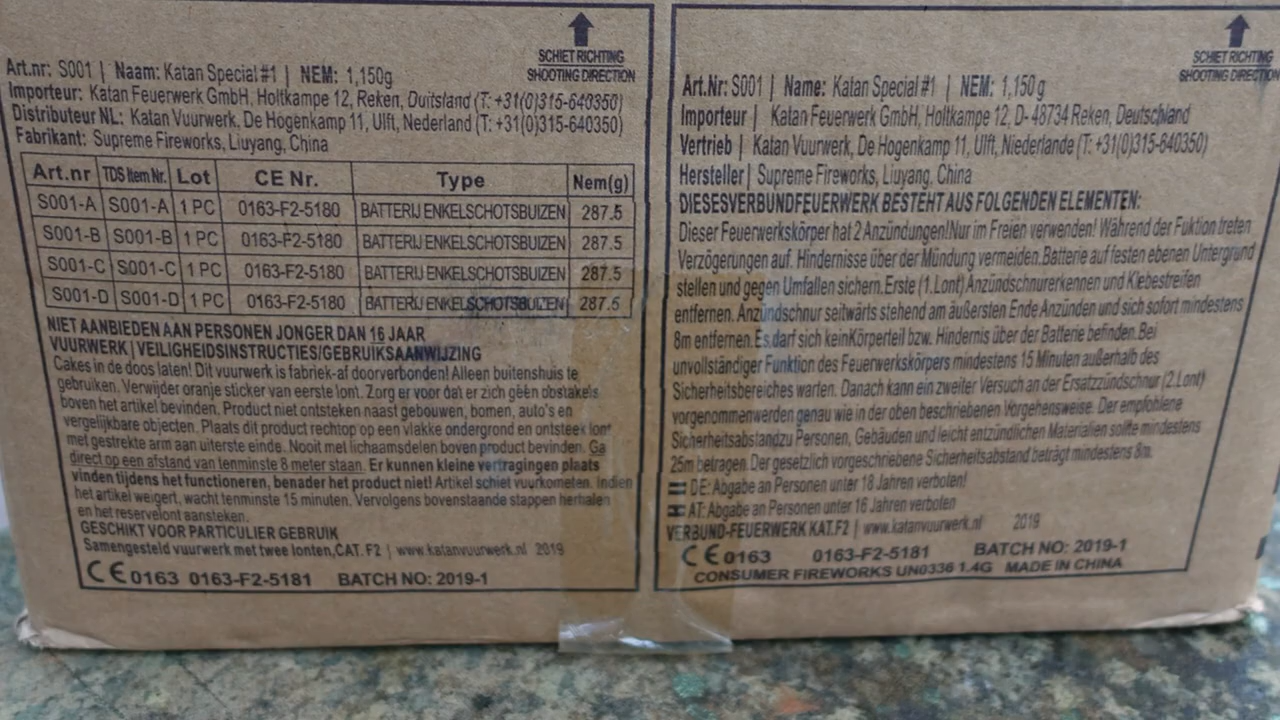 SCHIET RICHTING
SHOOTING DIRECTION
Art.nr: S001 | Naam: Katan Special #1 | NEM: 1,150g
Importeur: Katan Feuerwerk GmbH, Holtkampe 12, Reken, Duitsland (T: +31(0)315-640350)
Distributeur NL: Katan Vuurwerk, De Hogenkamp 11, Ulft, Nederland (T: +31(0)315-640350)
Fabrikant: Supreme Fireworks, Liuyang, China
Art.nr TDS Item Nr. Lot CE Nr. Type Nem(g)
S001-A S001-A 1 PC 0163-F2-5180 BATTERIJ ENKELSCHOTSBUIZEN 287.5
S001-B S001-B 1 PC 0163-F2-5180 BATTERIJ ENKELSCHOTSBUIZEN 287.5
S001-C S001-C 1 PC 0163-F2-5180 BATTERIJ ENKELSCHOTSBUIZEN 287.5
S001-D S001-D 1 PC 0163-F2-5180 BATTERIJ ENKELSCHOTSBUIZEN 287.5
NIET AANBIEDEN AAN PERSONEN JONGER DAN 16 JAAR
VUURWERK | VEILIGHEIDSINSTRUCTIES/GEBRUIKSAANWIJZING
Cakes in de doos laten! Dit vuurwerk is fabriek-af doorverbonden! Alleen buitenshuis te
gebruiken. Verwijder oranje sticker van eerste lont. Zorg er voor dat er zich géén obstakels
boven het artikel bevinden. Product niet ontsteken naast gebouwen, bomen, auto's en
vergelijkbare objecten. Plaats dit product rechtop en een vlakke ondergrond en ontsteek lont
met gestrekte arm aan uiterste einde. Nooit met lichaamsdelen boven product bevinden. Ga
direct op een afstand van tenminste 8 meter staan. Er kunnen kleine vertragingen plaats
vinden tijdens het functioneren, benader het product niet! Artikel schiet vuurkometen. Indien
het artikel weigert, wacht tenminste 15 minuten. Vervolgens bovenstaande stappen herhalen
en het reservelont aansteken.
GESCHIKT VOOR PARTICULIER GEBRUIK
Samengesteld vuurwerk met twee lonten,CAT. F2 | www.katanvuurwerk.nl 2019
CE 0163 0163-F2-5181 BATCH NO: 2019-1
SCHIET RICHTING
SHOOTING DIRECTION
Art.Nr: S001 | Name: Katan Special #1 | NEM: 1,150 g
Importeur | Katan Feuerwerk GmbH, Holtkampe 12, D- 48734 Reken, Deutschland
Vertrieb | Katan Vuurwerk, De Hogenkamp 11, Ulft, Niederlande (T: +31(0)315-640350)
Hersteller | Supreme Fireworks, Liuyang, China
DIESESVERBUNDFEUERWERK BESTEHT AUS FOLGENDEN ELEMENTEN:
Dieser Feuerwerkskörper hat 2 Anzündungen!Nur im Freien verwenden! Während der Fuktion treten
Verzögerungen auf. Hindernisse über der Mündung vermeiden.Batterie auf festen ebenen Untergrund
stellen und gegen Umfallen sichern.Erste (1.Lont) Anzündschnurerkennen und Klebestreifen
entfernen. Anzündschnur seitwärts stehend am äußersten Ende Anzünden und sich sofort mindestens
8m entfernen.Es darf sich keinKörperteil bzw. Hindernis über der Batterie befinden.Bei
unvollständiger Funktion des Feuerwerkskörpers mindestens 15 Minuten außerhalb des
Sicherheitsbereiches warten. Danach kann ein zweiter Versuch an der Ersatzzündschnur (2.Lont)
vorgenommenwerden genau wie in der oben beschriebenen Vorgehensweise. Der empfohlene
Sicherheitsabstandzu Personen, Gebäuden und leicht entzündlichen Materialien sollte mindestens
25m betragen. Der gesetzlich vorgeschriebene Sicherheitsabstand beträgt mindestens 8m.
DE: Abgabe an Personen unter 18 Jahren verboten!
AT: Abgabe an Personen unter 16 Jahren verboten
VERBUND-FEUERWERK KAT.F2 | www.katanvuurwerk.nl 2019
CE 0163 0163-F2-5181 BATCH NO: 2019-1
CONSUMER FIREWORKS UN0336 1.4G MADE IN CHINA